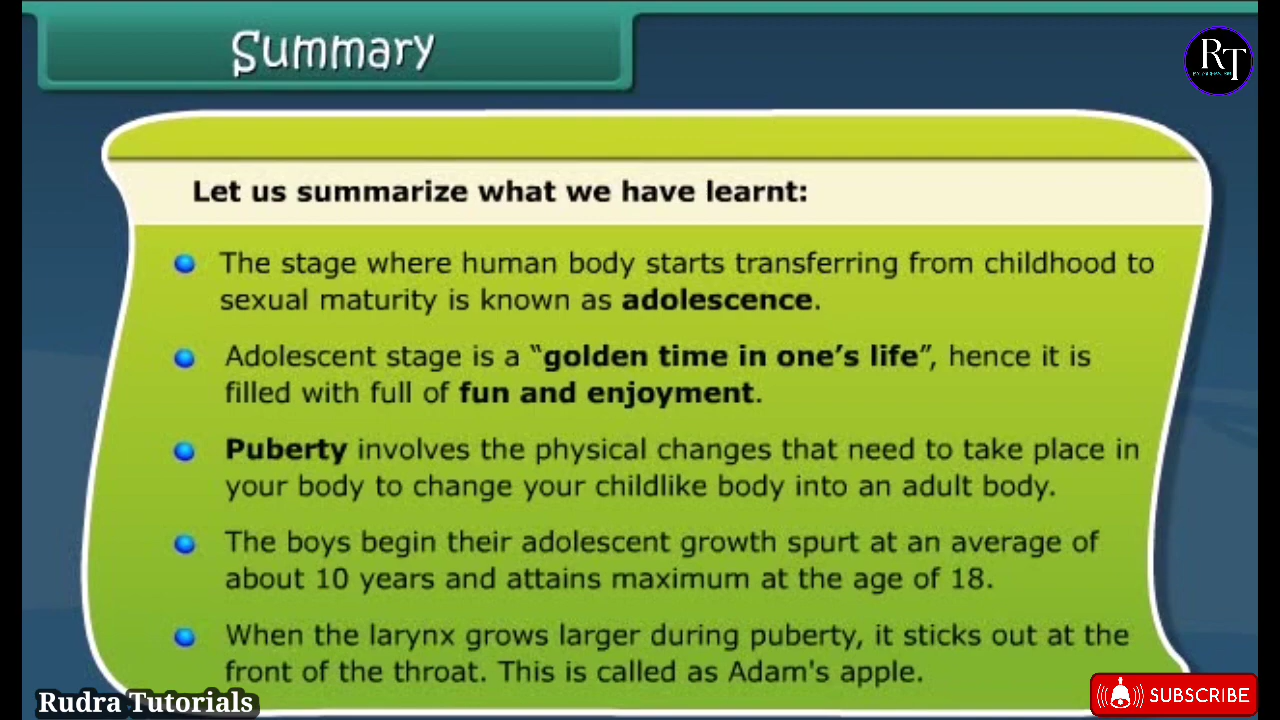 Summary
RT
Let us summarize what we have learnt:
The stage where human body starts transferring from childhood to
sexual maturity is known as adolescence.
Adolescent stage is a “golden time in one’s life”, hence it is
filled with full of fun and enjoyment.
Puberty involves the physical changes that need to take place in
your body to change your childlike body into an adult body.
The boys begin their adolescent growth spurt at an average of
about 10 years and attains maximum at the age of 18.
When the larynx grows larger during puberty, it sticks out at the
front of the throat. This is called as Adam's apple.
Rudra Tutorials
SUBSCRIBE